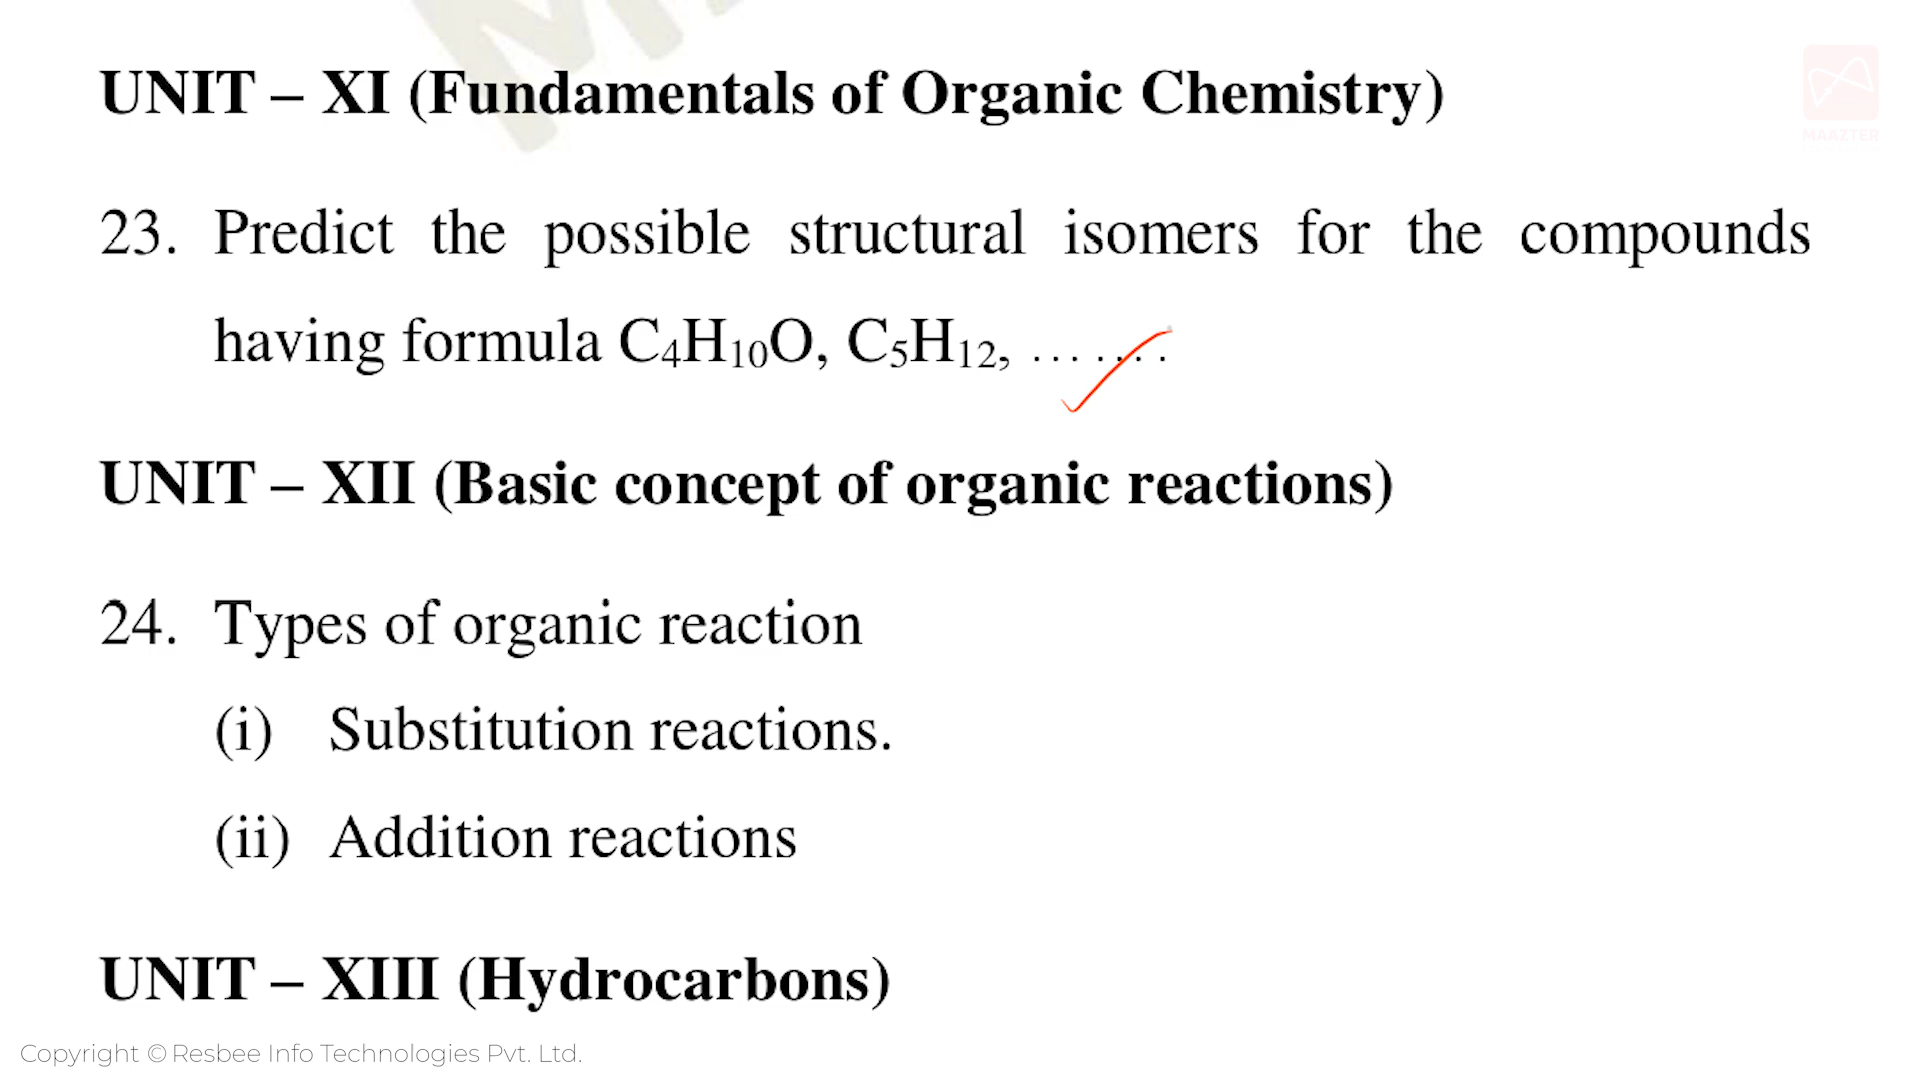 UNIT – XI (Fundamentals of Organic Chemistry)
MAAZTER
23. Predict the possible structural isomers for the compounds
having formula C₄H₁₀O, C₅H₁₂, .......
UNIT – XII (Basic concept of organic reactions)
24. Types of organic reaction
(i) Substitution reactions.
(ii) Addition reactions
UNIT – XIII (Hydrocarbons)
Copyright © Resbee Info Technologies Pvt. Ltd.